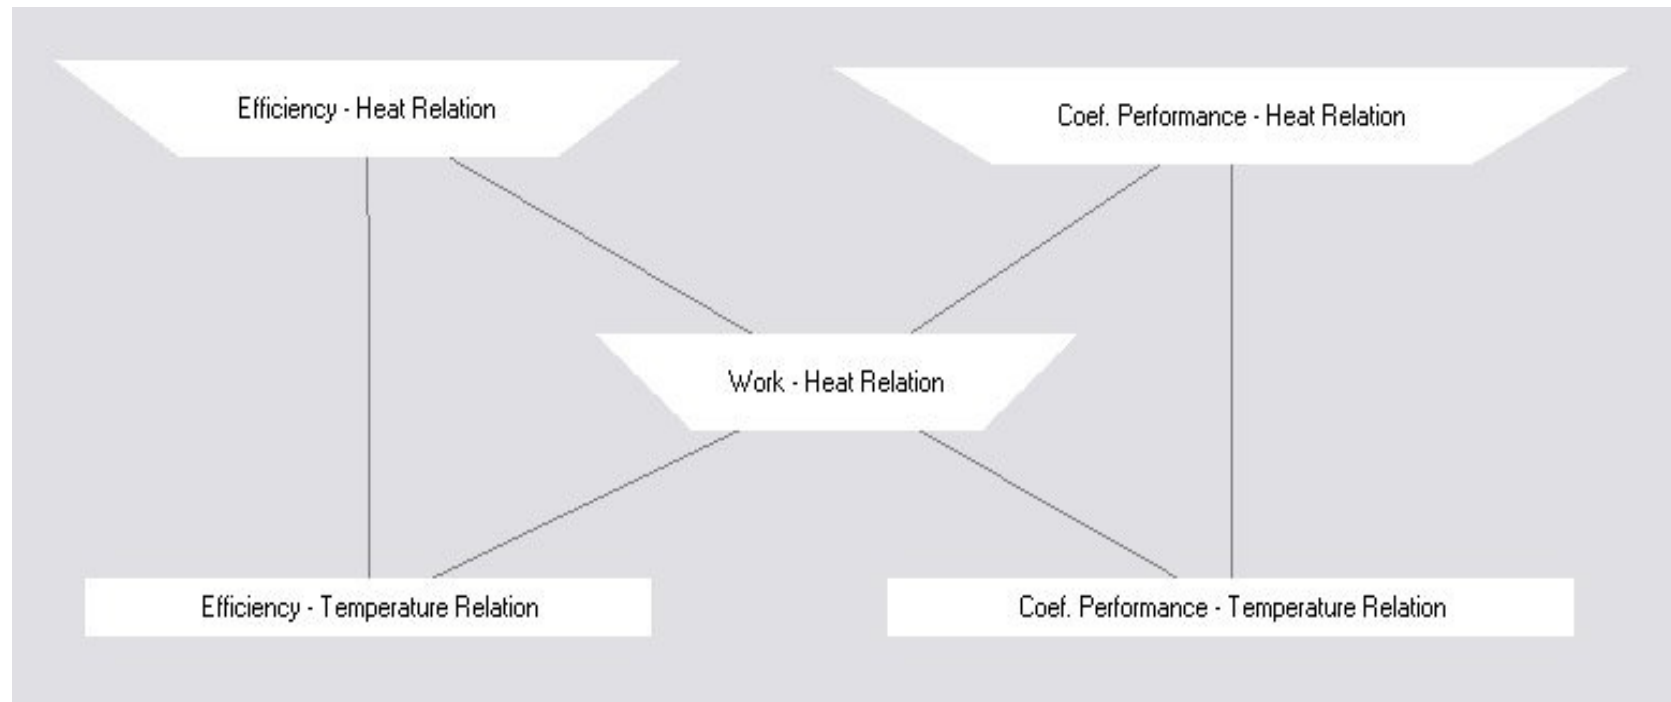 Efficiency - Heat Relation
Coef. Performance - Heat Relation
Work - Heat Relation
Efficiency - Temperature Relation
Coef. Performance - Temperature Relation